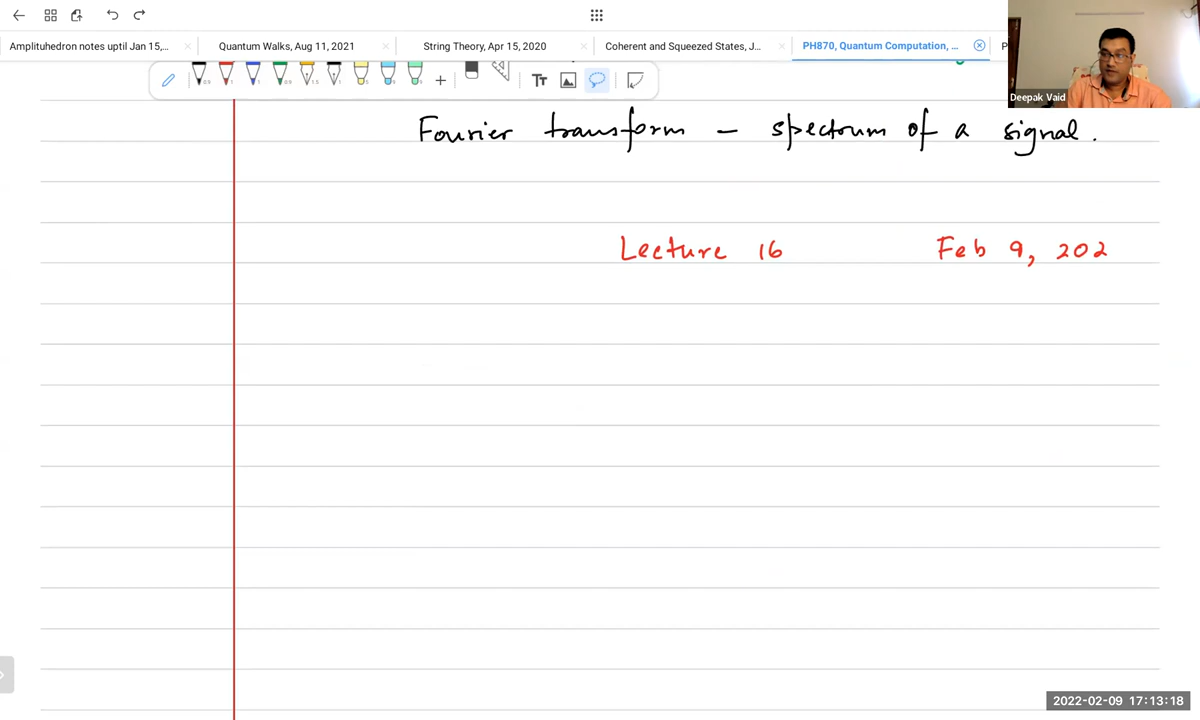 Amplituhedron notes uptil Jan 15,... Quantum Walks, Aug 11, 2021 String Theory, Apr 15, 2020 Coherent and Squeezed States, J... PH870, Quantum Computation, ... P
Deepak Vaid
Tт
Fourier transform - spectrum of a signal.
Lecture 16 Feb 9, 202
2022-02-09 17:13:18